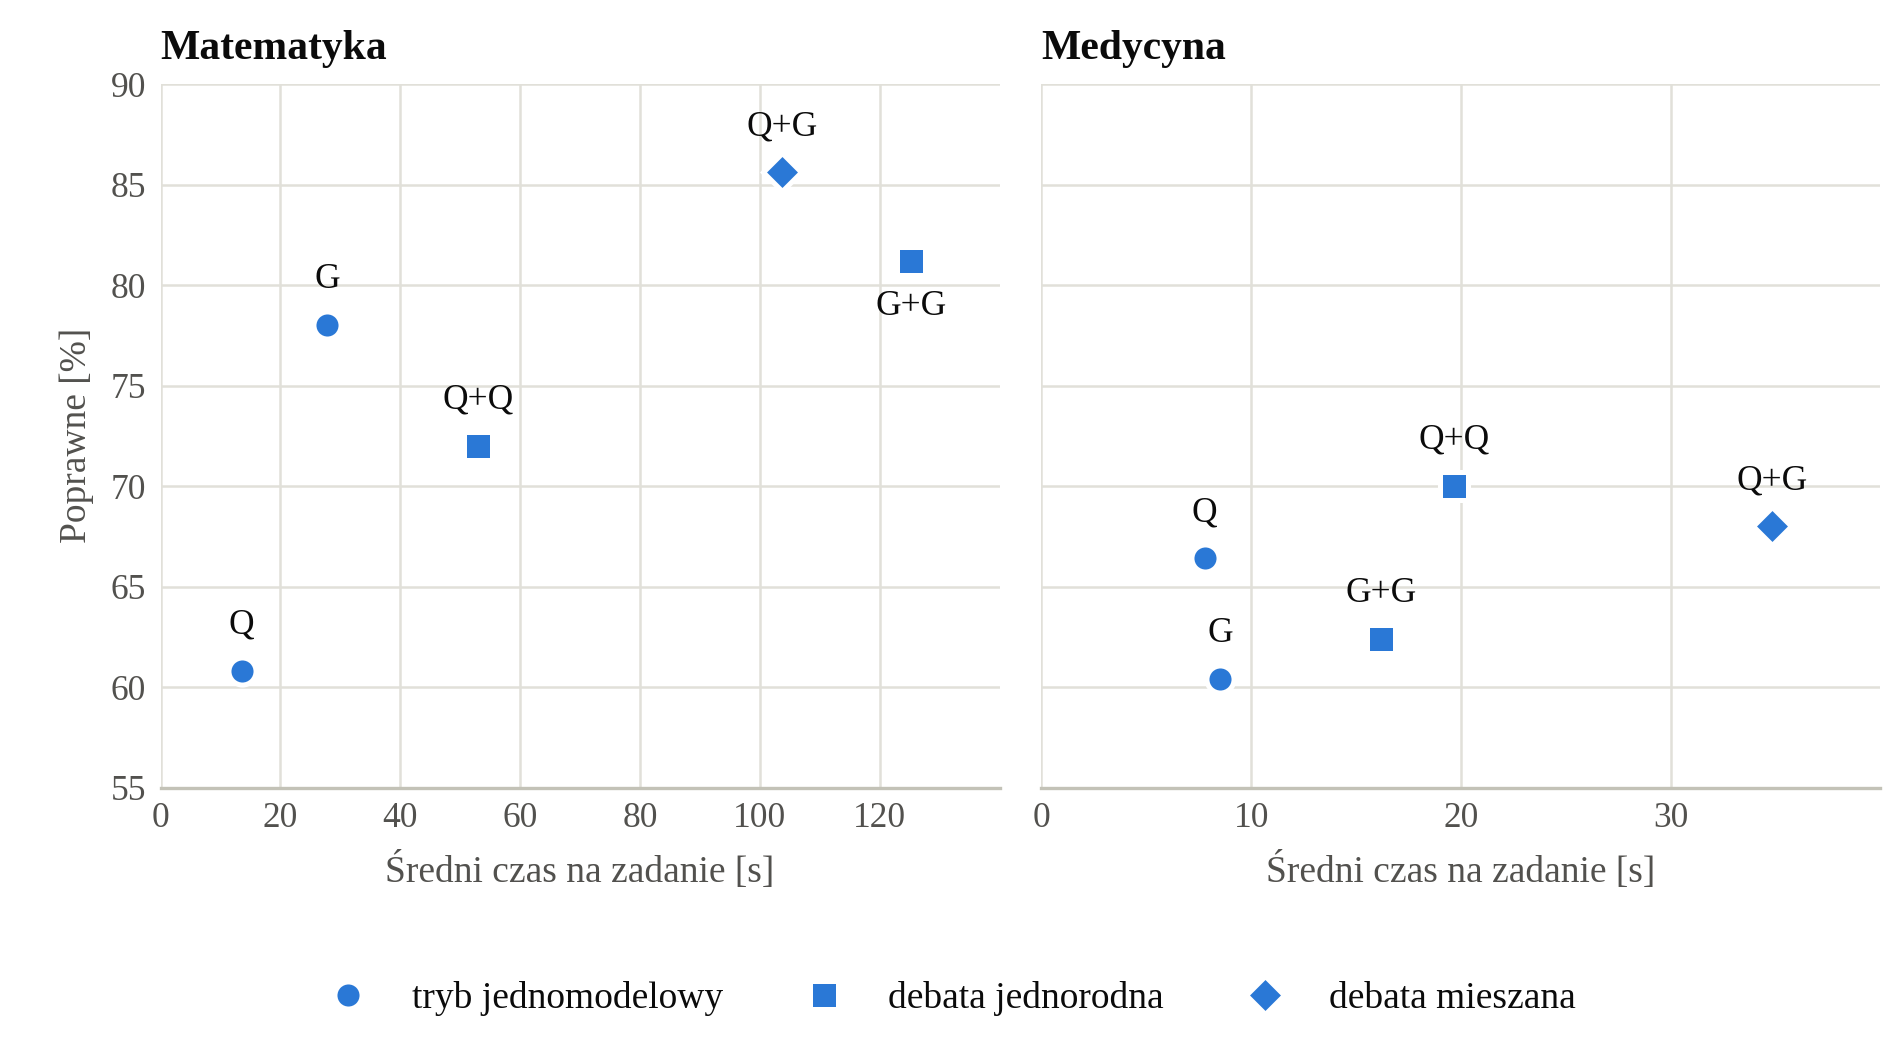 Matematyka
Medycyna
90
85
80
75
70
65
60
55
Poprawne [%]
Q+G
G
G+G
Q+Q
Q
0 20 40 60 80 100 120
Średni czas na zadanie [s]
Q+Q
Q+G
Q
G+G
G
0 10 20 30
Średni czas na zadanie [s]
tryb jednomodelowy debata jednorodna debata mieszana